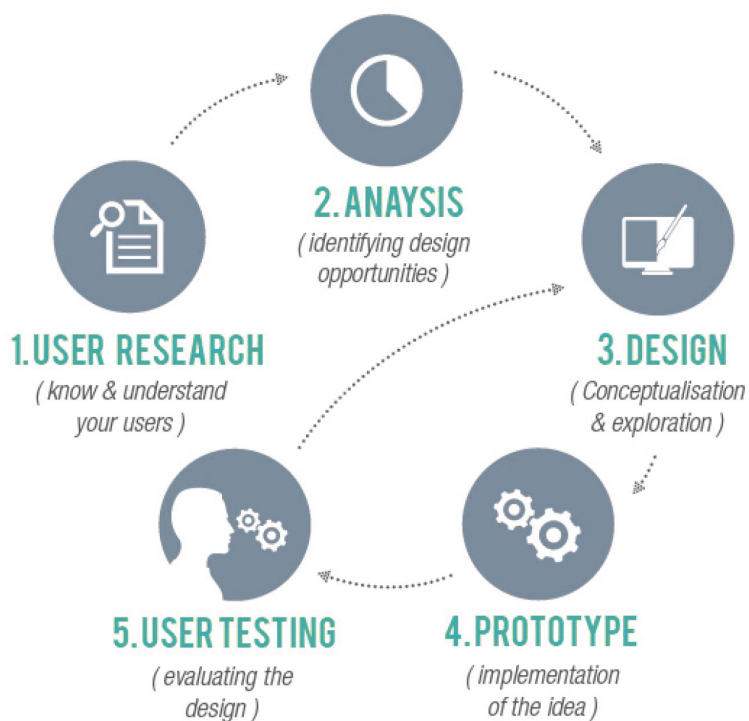 1. USER RESEARCH
( know & understand
your users )
2. ANAYSIS
( identifying design
opportunities )
3. DESIGN
( Conceptualisation
& exploration )
4. PROTOTYPE
( implementation
of the idea )
5. USER TESTING
( evaluating the
design )